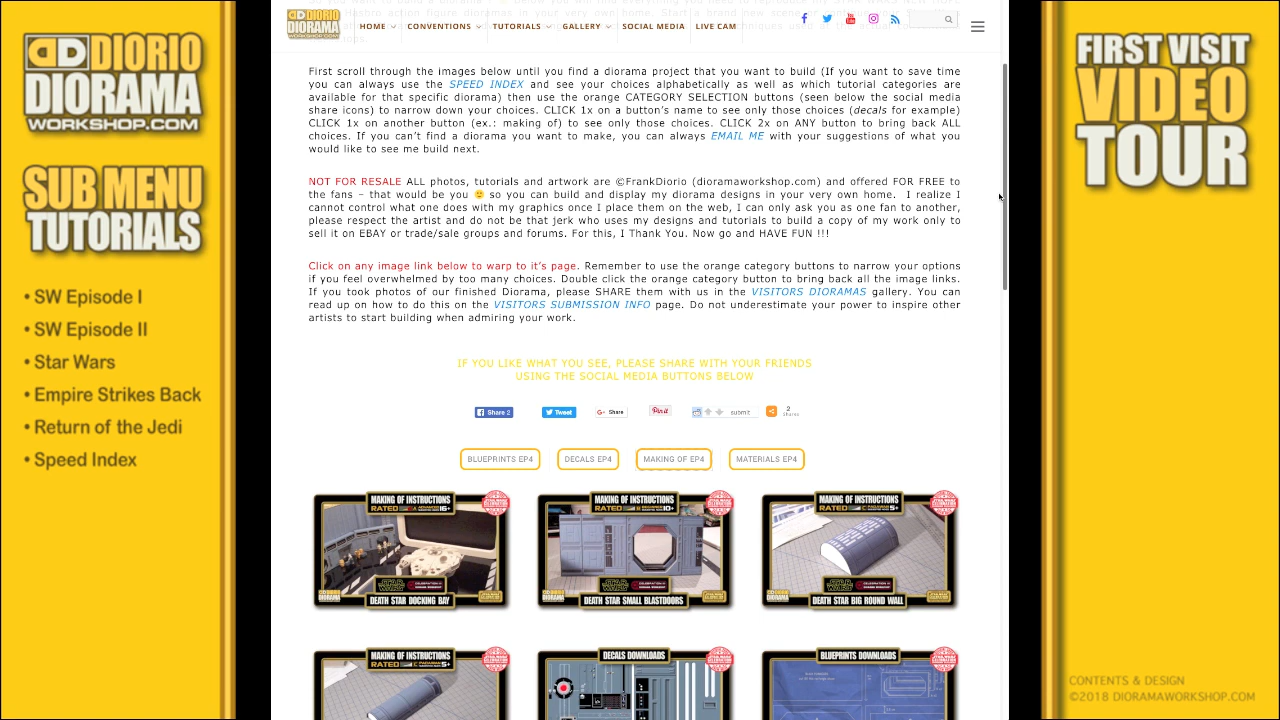 DIORIO
DIORAMA
WORKSHOP.COM
SUB MENU
TUTORIALS
• SW Episode I
• SW Episode II
• Star Wars
• Empire Strikes Back
• Return of the Jedi
• Speed Index
DIORIO
DIORAMA
WORKSHOP.COM
HOME
CONVENTIONS
TUTORIALS
GALLERY
SOCIAL MEDIA
LIVE CAM
First scroll through the images below until you find a diorama project that you want to build (If you want to save time
you can always use the SPEED INDEX and see your choices alphabetically as well as which tutorial categories are
available for that specific diorama) then use the orange CATEGORY SELECTION buttons (seen below the social media
share icons) to narrow down your choices. CLICK 1x on a button's name to see only those choices (decals for example)
CLICK 1x on another button (ex.: making of) to see only those choices. CLICK 2x on ANY button to bring back ALL
choices. If you can't find a diorama you want to make, you can always EMAIL ME with your suggestions of what you
would like to see me build next.
NOT FOR RESALE ALL photos, tutorials and artwork are ©FrankDiorio (dioramaworkshop.com) and offered FOR FREE to
the fans – that would be you 🙂 so you can build and display my diorama designs in your very own home. I realize I
cannot control what one does with my graphics once I place them on the web, I can only ask you as one fan to another,
please respect the artist and do not be that jerk who uses my designs and tutorials to build a copy of my work only to
sell it on EBAY or trade/sale groups and forums. For this, I Thank You. Now go and HAVE FUN !!!
Click on any image link below to warp to it's page. Remember to use the orange category buttons to narrow your options
if you feel overwhelmed by too many choices. Double click the orange category button to bring back all the image links.
If you took photos of our finished Diorama, please SHARE them with us in the VISITORS DIORAMAS gallery. You can
read up on how to do this on the VISITORS SUBMISSION INFO page. Do not underestimate your power to inspire other
artists to start building when admiring your work.
IF YOU LIKE WHAT YOU SEE, PLEASE SHARE WITH YOUR FRIENDS
USING THE SOCIAL MEDIA BUTTONS BELOW
Share 2
Tweet
G+ Share
Pin it
submit
2
Shares
BLUEPRINTS EP4
DECALS EP4
MAKING OF EP4
MATERIALS EP4
MAKING OF INSTRUCTIONS
RATED 16+
STAR WARS
DEATH STAR DOCKING BAY
MAKING OF INSTRUCTIONS
RATED 10+
STAR WARS
DEATH STAR SMALL BLASTDOORS
MAKING OF INSTRUCTIONS
RATED 5+
STAR WARS
DEATH STAR BIG ROUND WALL
MAKING OF INSTRUCTIONS
RATED 5+
DECALS DOWNLOADS
BLUEPRINTS DOWNLOADS
FIRST VISIT
VIDEO
TOUR
CONTENTS & DESIGN
©2018 DIORAMAWORKSHOP.COM